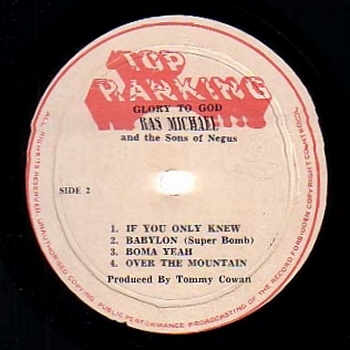 TOP
RANKING
GLORY TO GOD
RAS MICHAEL
and the Sons of Negus
SIDE 2
1. IF YOU ONLY KNEW
2. BABYLON (Super Bomb)
3. BOMA YEAH
4. OVER THE MOUNTAIN
Produced By Tommy Cowan
ALL RIGHTS RESERVED. UNAUTHORISED COPYING, PUBLIC PERFORMANCE BROADCASTING OF THE RECORD FORBIDDEN COPYRIGHT